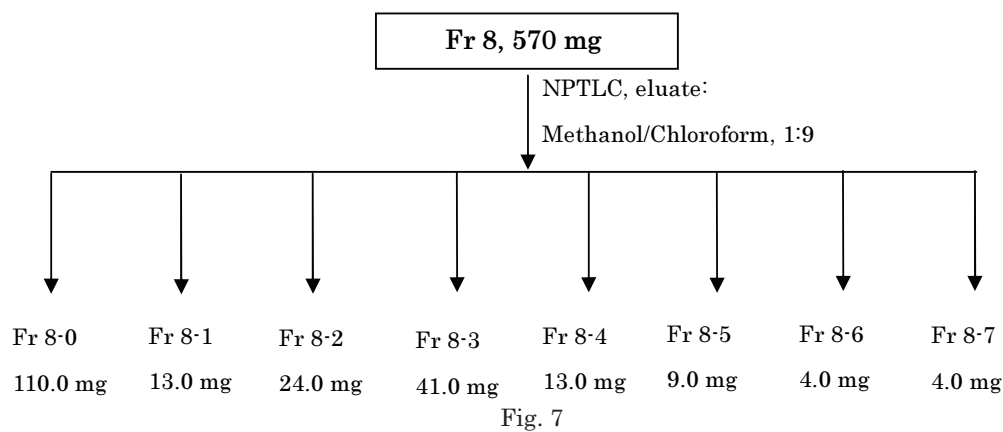 Fr 8, 570 mg
NPTLC, eluate:
Methanol/Chloroform, 1:9
Fr 8-0 Fr 8-1 Fr 8-2 Fr 8-3 Fr 8-4 Fr 8-5 Fr 8-6 Fr 8-7
110.0 mg 13.0 mg 24.0 mg 41.0 mg 13.0 mg 9.0 mg 4.0 mg 4.0 mg
Fig. 7